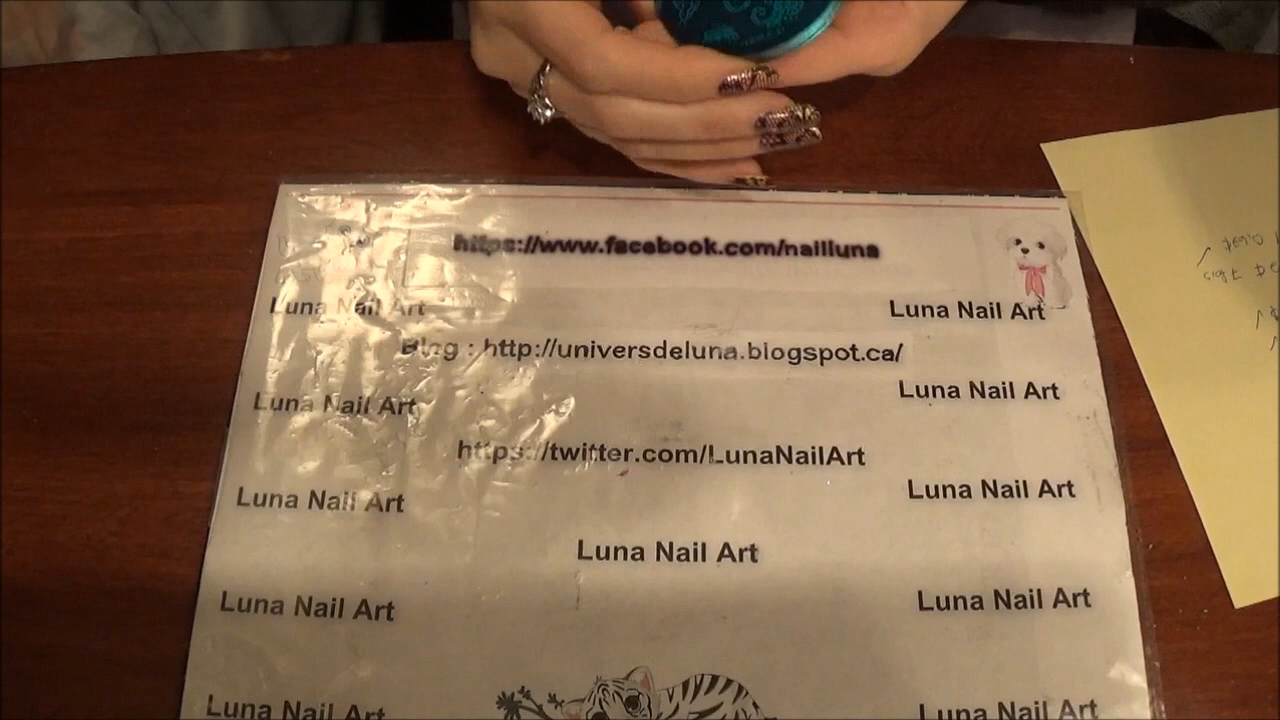 https://www.facebook.com/nailluna
Luna Nail Art Luna Nail Art
Blog : http://universdeluna.blogspot.ca/
Luna Nail Art Luna Nail Art
https://twitter.com/LunaNailArt
Luna Nail Art Luna Nail Art
Luna Nail Art
Luna Nail Art Luna Nail Art
Luna Nail Art Luna Nail Art